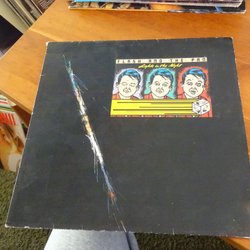 FLASH AND THE PAN
Lights in the Night